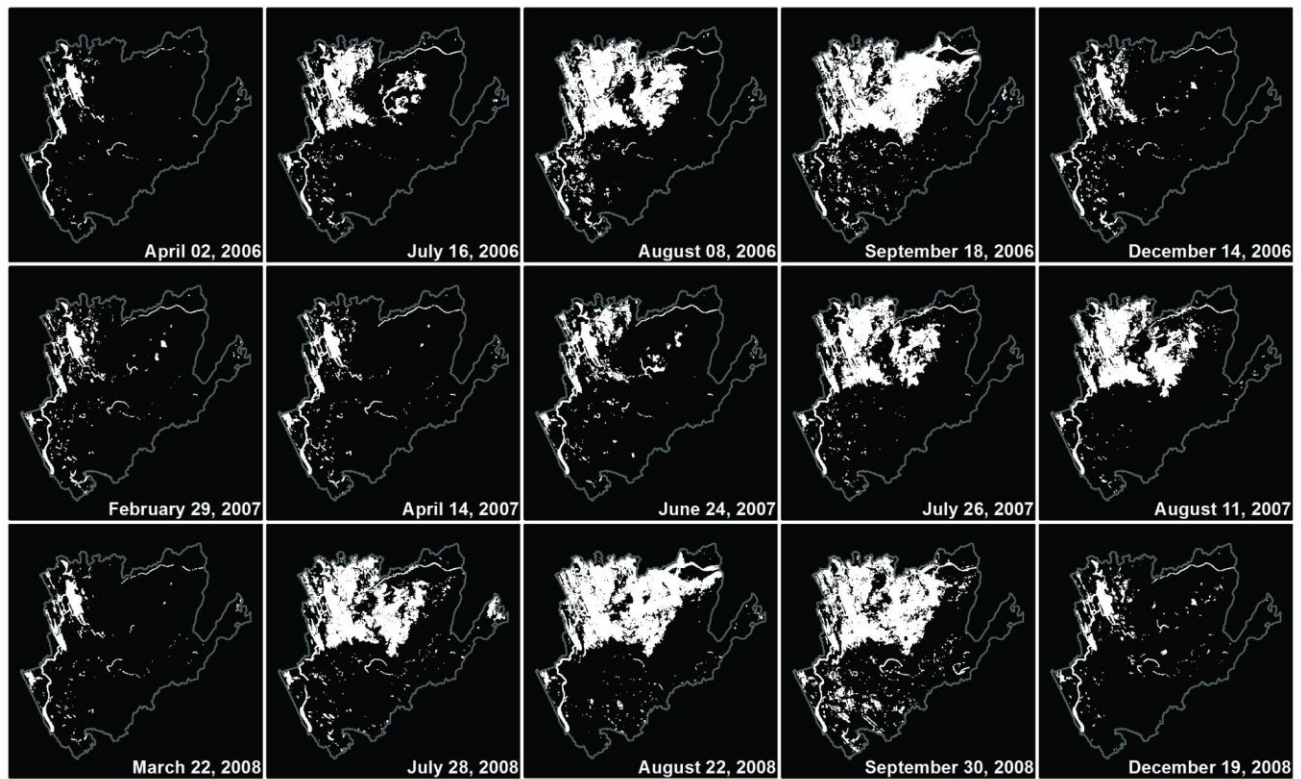 April 02, 2006
July 16, 2006
August 08, 2006
September 18, 2006
December 14, 2006
February 29, 2007
April 14, 2007
June 24, 2007
July 26, 2007
August 11, 2007
March 22, 2008
July 28, 2008
August 22, 2008
September 30, 2008
December 19, 2008